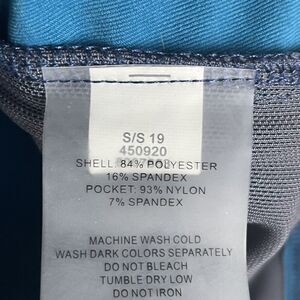 S/S 19
450920
SHELL: 84% POLYESTER
16% SPANDEX
POCKET: 93% NYLON
7% SPANDEX
MACHINE WASH COLD
WASH DARK COLORS SEPARATELY
DO NOT BLEACH
TUMBLE DRY LOW
DO NOT IRON